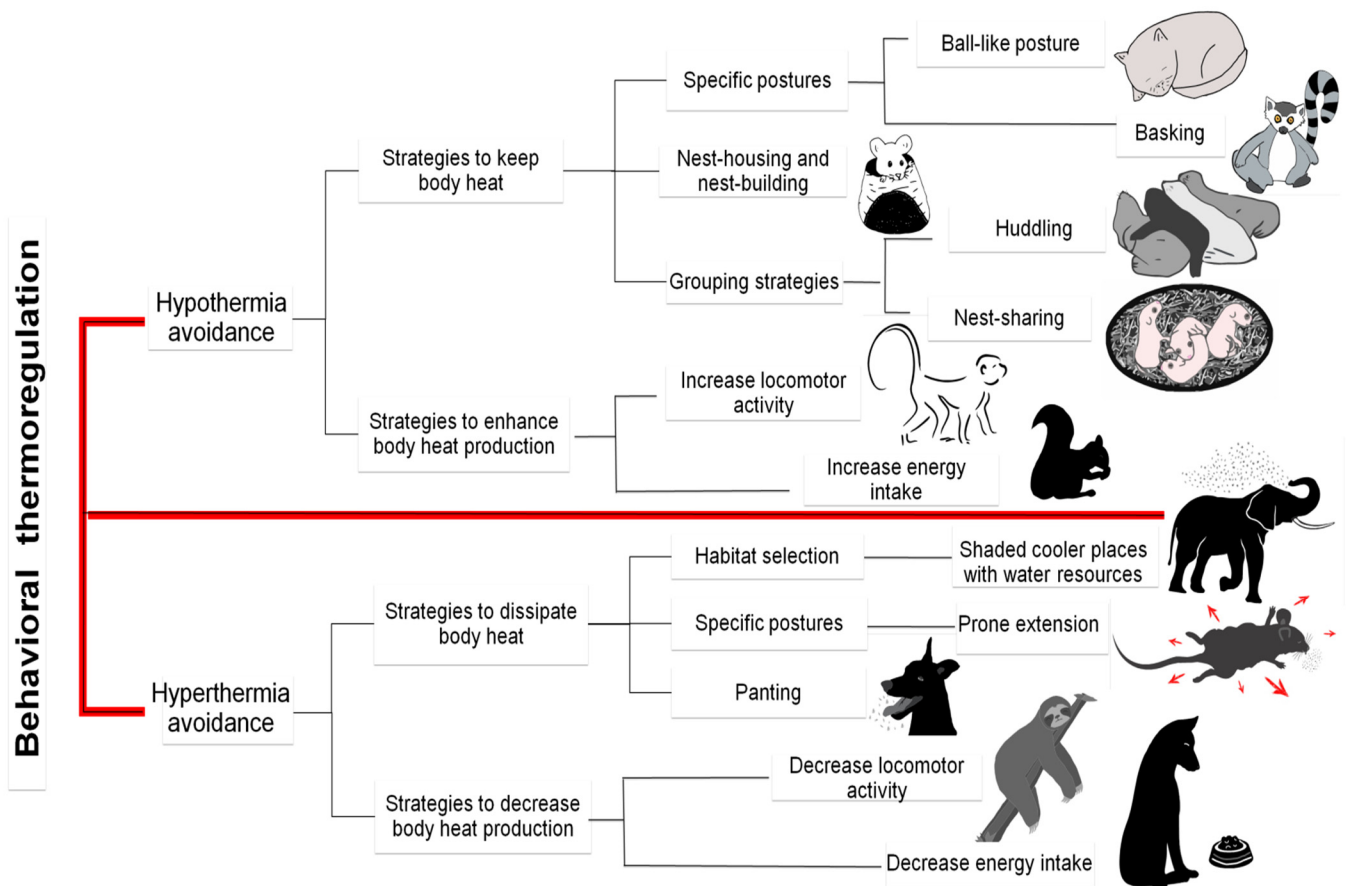 Behavioral thermoregulation
Hypothermia
avoidance
Strategies to keep
body heat
Specific postures
Ball-like posture
Basking
Nest-housing and
nest-building
Grouping strategies
Huddling
Nest-sharing
Strategies to enhance
body heat production
Increase locomotor
activity
Increase energy
intake
Hyperthermia
avoidance
Strategies to dissipate
body heat
Habitat selection
Shaded cooler places
with water resources
Specific postures
Prone extension
Panting
Strategies to decrease
body heat production
Decrease locomotor
activity
Decrease energy intake